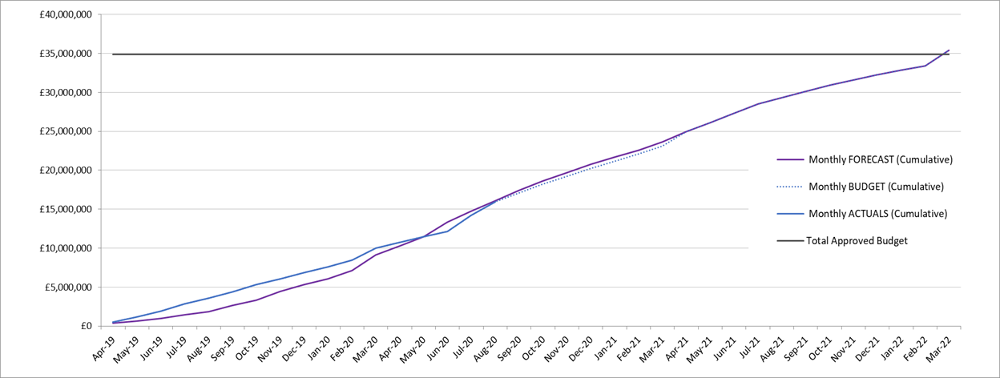 £40,000,000
£35,000,000
£30,000,000
£25,000,000
£20,000,000
£15,000,000
£10,000,000
£5,000,000
£0
Apr-19
May-19
Jun-19
Jul-19
Aug-19
Sep-19
Oct-19
Nov-19
Dec-19
Jan-20
Feb-20
Mar-20
Apr-20
May-20
Jun-20
Jul-20
Aug-20
Sep-20
Oct-20
Nov-20
Dec-20
Jan-21
Feb-21
Mar-21
Apr-21
May-21
Jun-21
Jul-21
Aug-21
Sep-21
Oct-21
Nov-21
Dec-21
Jan-22
Feb-22
Mar-22
Monthly FORECAST (Cumulative)
Monthly BUDGET (Cumulative)
Monthly ACTUALS (Cumulative)
Total Approved Budget